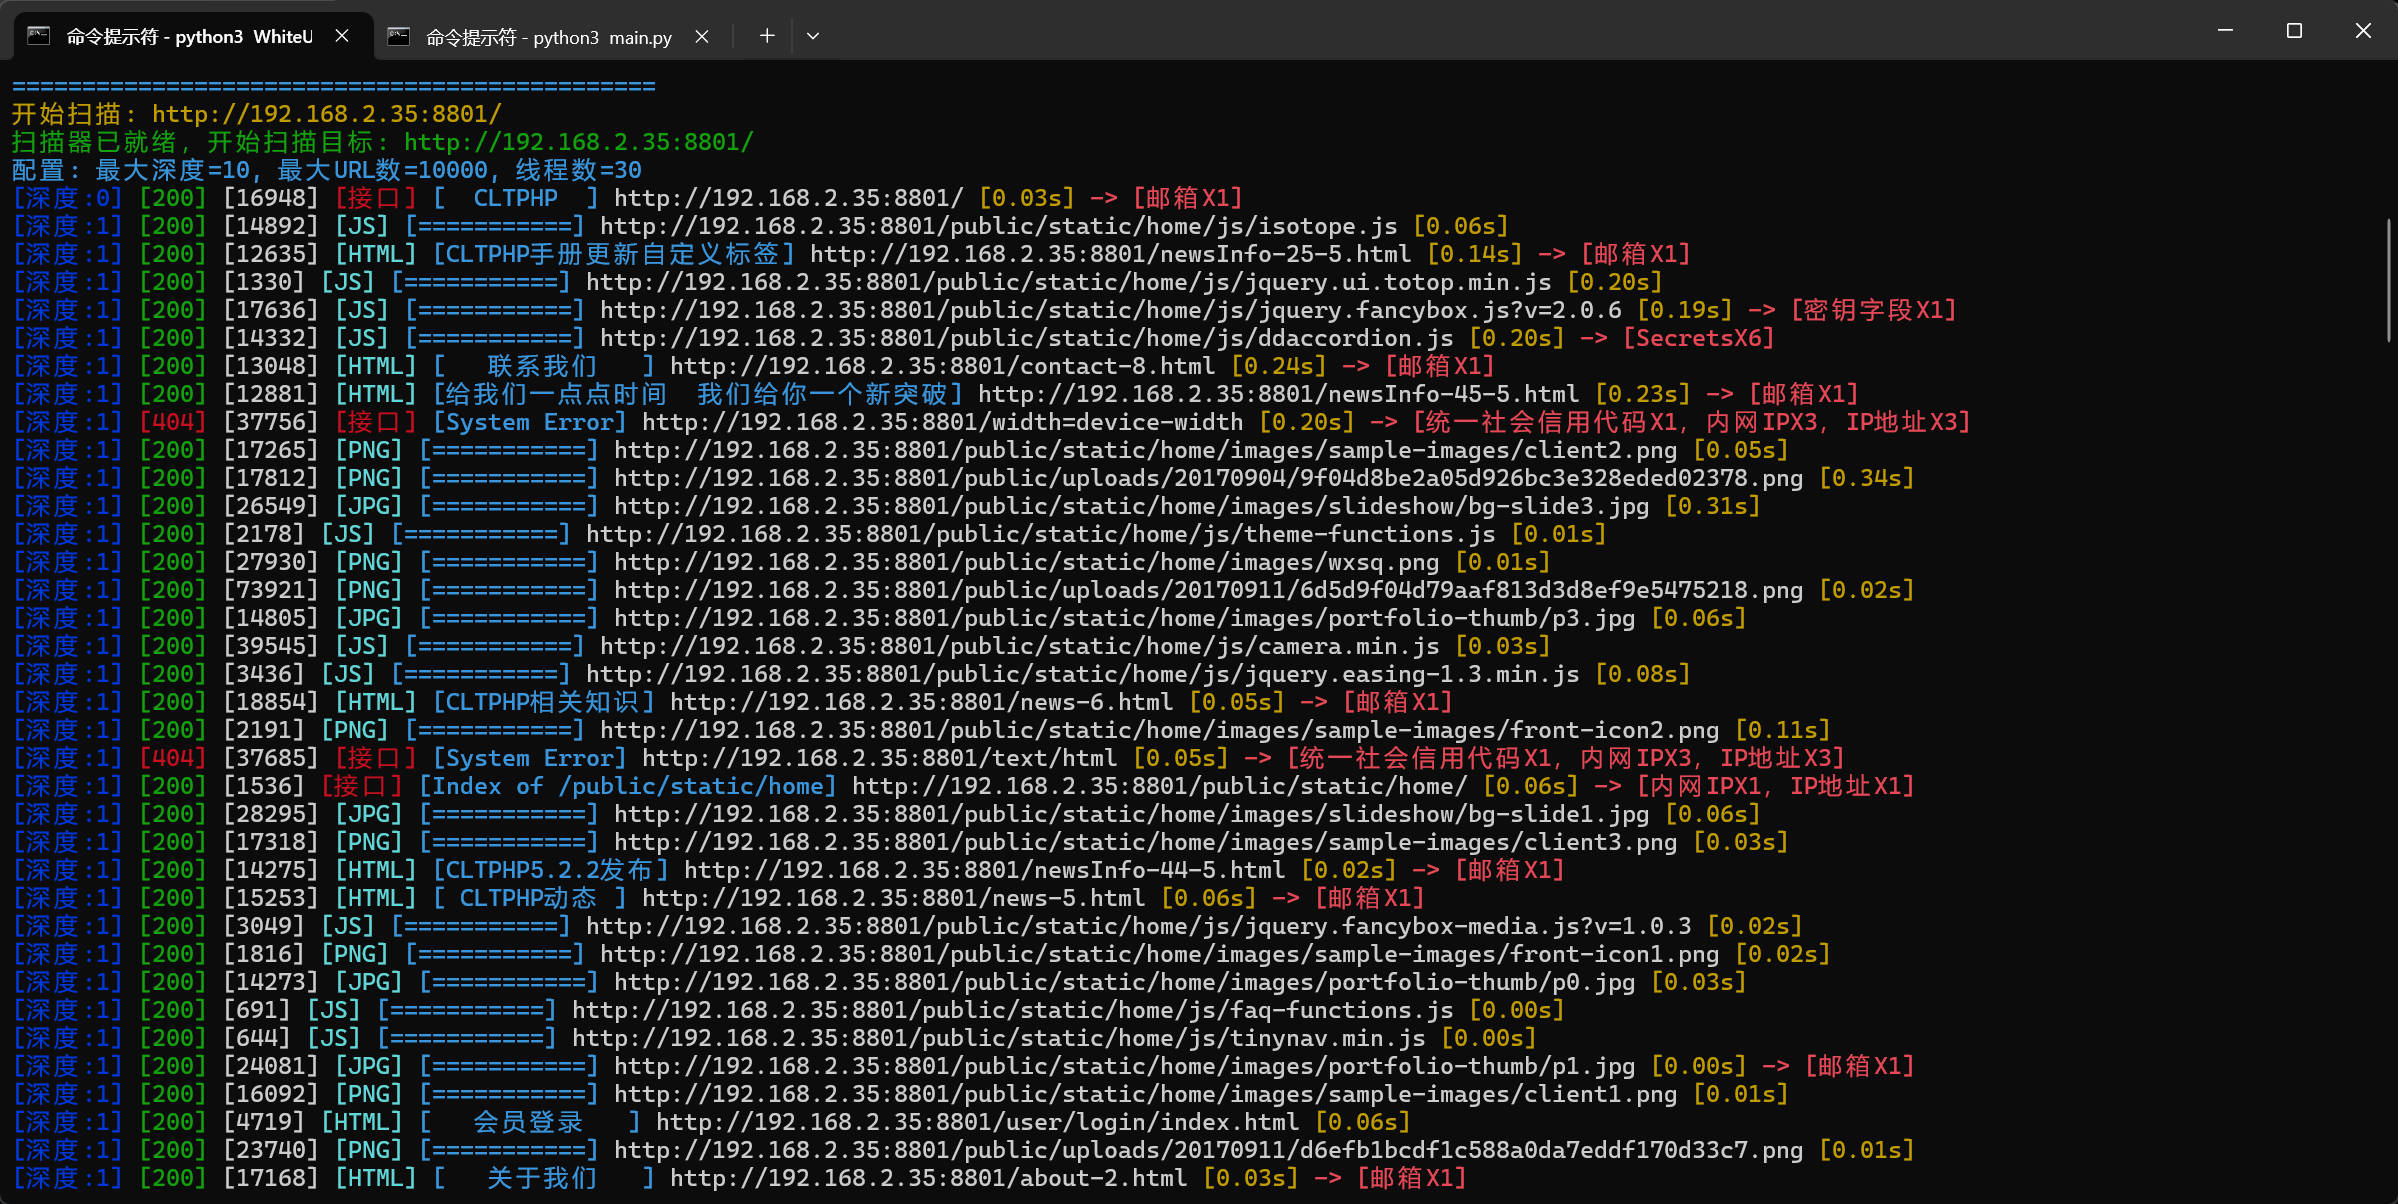 命令提示符 - python3  WhiteU
命令提示符 - python3  main.py
==============================================
开始扫描: http://192.168.2.35:8801/
扫描器已就绪, 开始扫描目标: http://192.168.2.35:8801/
配置: 最大深度=10, 最大URL数=10000, 线程数=30
[深度:0] [200] [16948] [接口] [  CLTPHP  ] http://192.168.2.35:8801/ [0.03s] -> [邮箱X1]
[深度:1] [200] [14892] [JS] [===========] http://192.168.2.35:8801/public/static/home/js/isotope.js [0.06s]
[深度:1] [200] [12635] [HTML] [CLTPHP手册更新自定义标签] http://192.168.2.35:8801/newsInfo-25-5.html [0.14s] -> [邮箱X1]
[深度:1] [200] [1330] [JS] [===========] http://192.168.2.35:8801/public/static/home/js/jquery.ui.totop.min.js [0.20s]
[深度:1] [200] [17636] [JS] [===========] http://192.168.2.35:8801/public/static/home/js/jquery.fancybox.js?v=2.0.6 [0.19s] -> [密钥字段X1]
[深度:1] [200] [14332] [JS] [===========] http://192.168.2.35:8801/public/static/home/js/ddaccordion.js [0.20s] -> [SecretsX6]
[深度:1] [200] [13048] [HTML] [   联系我们   ] http://192.168.2.35:8801/contact-8.html [0.24s] -> [邮箱X1]
[深度:1] [200] [12881] [HTML] [给我们一点点时间  我们给你一个新突破] http://192.168.2.35:8801/newsInfo-45-5.html [0.23s] -> [邮箱X1]
[深度:1] [404] [37756] [接口] [System Error] http://192.168.2.35:8801/width=device-width [0.20s] -> [统一社会信用代码X1, 内网IPX3, IP地址X3]
[深度:1] [200] [17265] [PNG] [===========] http://192.168.2.35:8801/public/static/home/images/sample-images/client2.png [0.05s]
[深度:1] [200] [17812] [PNG] [===========] http://192.168.2.35:8801/public/uploads/20170904/9f04d8be2a05d926bc3e328eded02378.png [0.34s]
[深度:1] [200] [26549] [JPG] [===========] http://192.168.2.35:8801/public/static/home/images/slideshow/bg-slide3.jpg [0.31s]
[深度:1] [200] [2178] [JS] [===========] http://192.168.2.35:8801/public/static/home/js/theme-functions.js [0.01s]
[深度:1] [200] [27930] [PNG] [===========] http://192.168.2.35:8801/public/static/home/images/wxsq.png [0.01s]
[深度:1] [200] [73921] [PNG] [===========] http://192.168.2.35:8801/public/uploads/20170911/6d5d9f04d79aaf813d3d8ef9e5475218.png [0.02s]
[深度:1] [200] [14805] [JPG] [===========] http://192.168.2.35:8801/public/static/home/images/portfolio-thumb/p3.jpg [0.06s]
[深度:1] [200] [39545] [JS] [===========] http://192.168.2.35:8801/public/static/home/js/camera.min.js [0.03s]
[深度:1] [200] [3436] [JS] [===========] http://192.168.2.35:8801/public/static/home/js/jquery.easing-1.3.min.js [0.08s]
[深度:1] [200] [18854] [HTML] [CLTPHP相关知识] http://192.168.2.35:8801/news-6.html [0.05s] -> [邮箱X1]
[深度:1] [200] [2191] [PNG] [===========] http://192.168.2.35:8801/public/static/home/images/sample-images/front-icon2.png [0.11s]
[深度:1] [404] [37685] [接口] [System Error] http://192.168.2.35:8801/text/html [0.05s] -> [统一社会信用代码X1, 内网IPX3, IP地址X3]
[深度:1] [200] [1536] [接口] [Index of /public/static/home] http://192.168.2.35:8801/public/static/home/ [0.06s] -> [内网IPX1, IP地址X1]
[深度:1] [200] [28295] [JPG] [===========] http://192.168.2.35:8801/public/static/home/images/slideshow/bg-slide1.jpg [0.06s]
[深度:1] [200] [17318] [PNG] [===========] http://192.168.2.35:8801/public/static/home/images/sample-images/client3.png [0.03s]
[深度:1] [200] [14275] [HTML] [CLTPHP5.2.2发布] http://192.168.2.35:8801/newsInfo-44-5.html [0.02s] -> [邮箱X1]
[深度:1] [200] [15253] [HTML] [ CLTPHP动态 ] http://192.168.2.35:8801/news-5.html [0.06s] -> [邮箱X1]
[深度:1] [200] [3049] [JS] [===========] http://192.168.2.35:8801/public/static/home/js/jquery.fancybox-media.js?v=1.0.3 [0.02s]
[深度:1] [200] [1816] [PNG] [===========] http://192.168.2.35:8801/public/static/home/images/sample-images/front-icon1.png [0.02s]
[深度:1] [200] [14273] [JPG] [===========] http://192.168.2.35:8801/public/static/home/images/portfolio-thumb/p0.jpg [0.03s]
[深度:1] [200] [691] [JS] [===========] http://192.168.2.35:8801/public/static/home/js/faq-functions.js [0.00s]
[深度:1] [200] [644] [JS] [===========] http://192.168.2.35:8801/public/static/home/js/tinynav.min.js [0.00s]
[深度:1] [200] [24081] [JPG] [===========] http://192.168.2.35:8801/public/static/home/images/portfolio-thumb/p1.jpg [0.00s] -> [邮箱X1]
[深度:1] [200] [16092] [PNG] [===========] http://192.168.2.35:8801/public/static/home/images/sample-images/client1.png [0.01s]
[深度:1] [200] [4719] [HTML] [   会员登录   ] http://192.168.2.35:8801/user/login/index.html [0.06s]
[深度:1] [200] [23740] [PNG] [===========] http://192.168.2.35:8801/public/uploads/20170911/d6efb1bcdf1c588a0da7eddf170d33c7.png [0.01s]
[深度:1] [200] [17168] [HTML] [   关于我们   ] http://192.168.2.35:8801/about-2.html [0.03s] -> [邮箱X1]